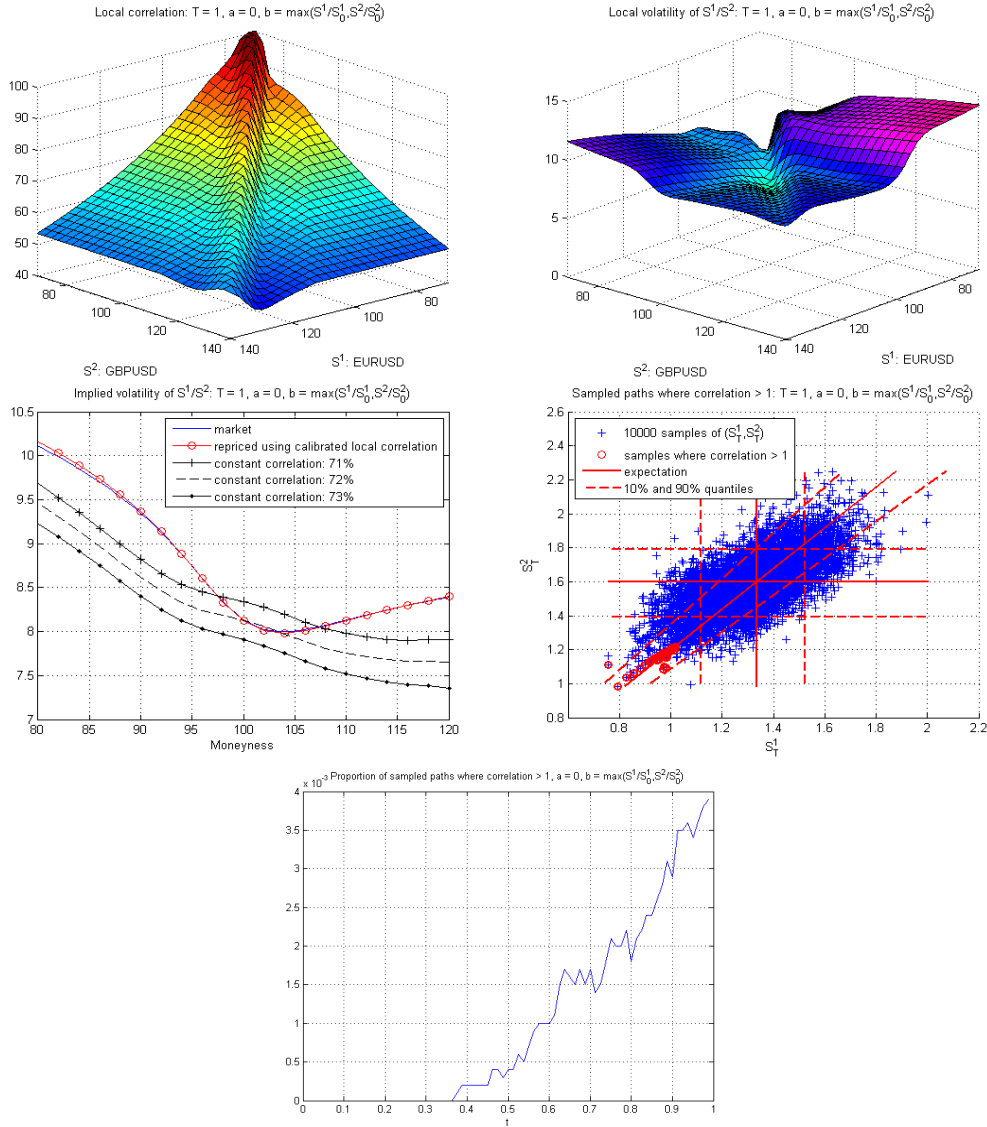 Local correlation: T = 1, a = 0, b = max(S¹/S¹₀,S²/S²₀)
100
90
80
70
60
50
40
80
100
120
140
140
120
100
80
S²: GBPUSD
S¹: EURUSD
Local volatility of S¹/S²: T = 1, a = 0, b = max(S¹/S¹₀,S²/S²₀)
15
10
5
0
80
100
120
140
140
120
100
80
S²: GBPUSD
S¹: EURUSD
Implied volatility of S¹/S²: T = 1, a = 0, b = max(S¹/S¹₀,S²/S²₀)
10.5
10
9.5
9
8.5
8
7.5
7
market
repriced using calibrated local correlation
constant correlation: 71%
constant correlation: 72%
constant correlation: 73%
80 85 90 95 100 105 110 115 120
Moneyness
Sampled paths where correlation > 1: T = 1, a = 0, b = max(S¹/S¹₀,S²/S²₀)
2.6
2.4
2.2
2
1.8
1.6
1.4
1.2
1
0.8
S²_T
10000 samples of (S¹_T,S²_T)
samples where correlation > 1
expectation
10% and 90% quantiles
0.8 1 1.2 1.4 1.6 1.8 2 2.2
S¹_T
Proportion of sampled paths where correlation > 1, a = 0, b = max(S¹/S¹₀,S²/S²₀)
x 10⁻³
4
3.5
3
2.5
2
1.5
1
0.5
0
0 0.1 0.2 0.3 0.4 0.5 0.6 0.7 0.8 0.9 1
t